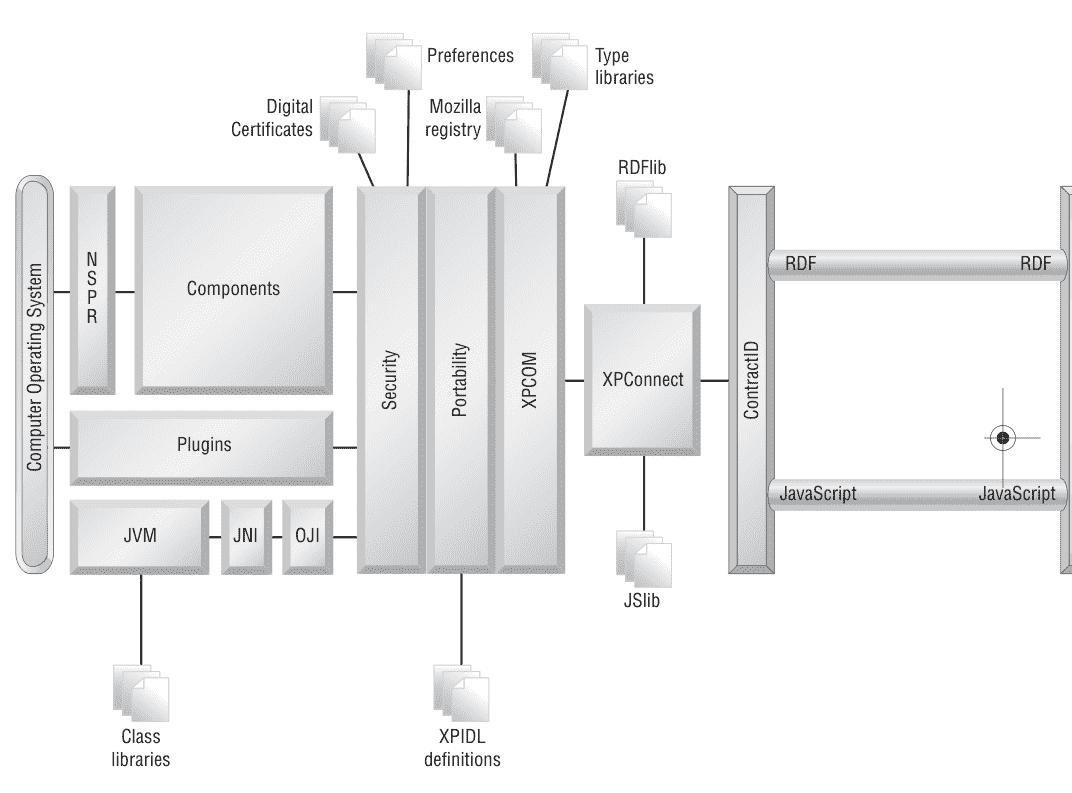 Preferences
Type
libraries
Digital
Certificates
Mozilla
registry
RDFlib
Computer Operating System
N
S
P
R
Components
Security
Portability
XPCOM
XPConnect
ContractID
RDF
RDF
Plugins
JavaScript
JavaScript
JVM
JNI
OJI
JSlib
Class
libraries
XPIDL
definitions